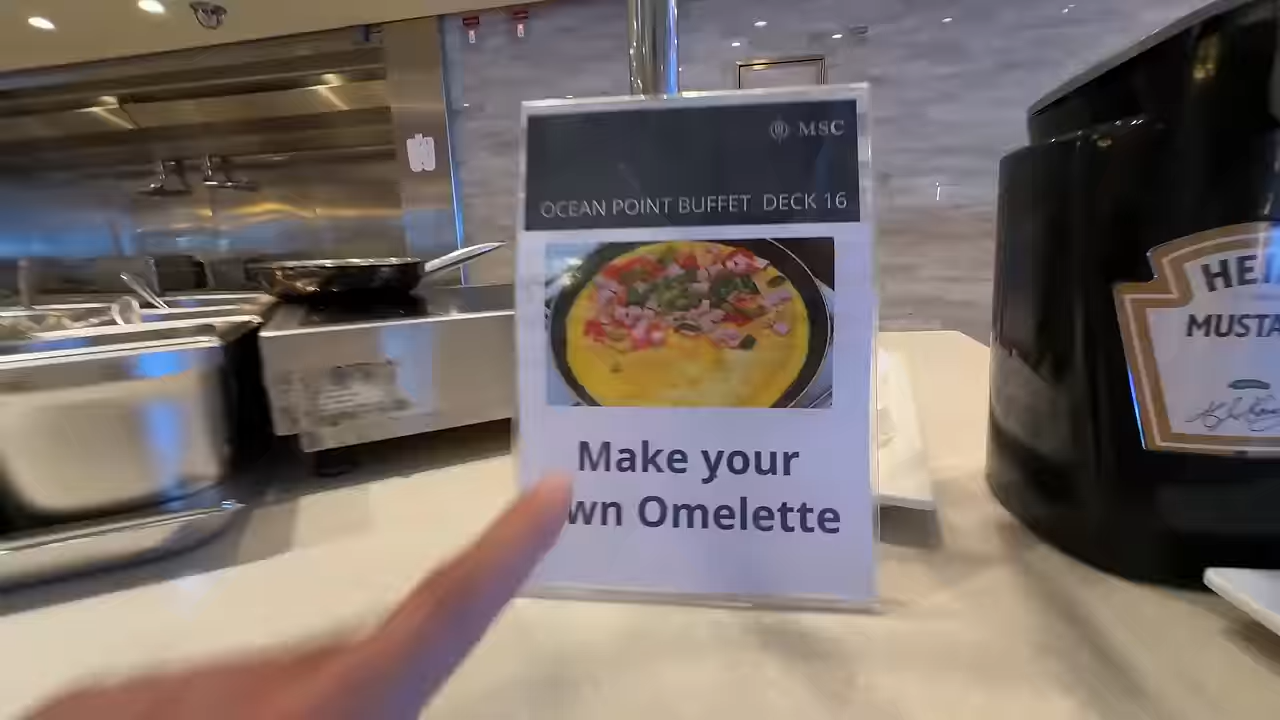 MSC
OCEAN POINT BUFFET DECK 16
Make your
wn Omelette
HEI
MUSTA